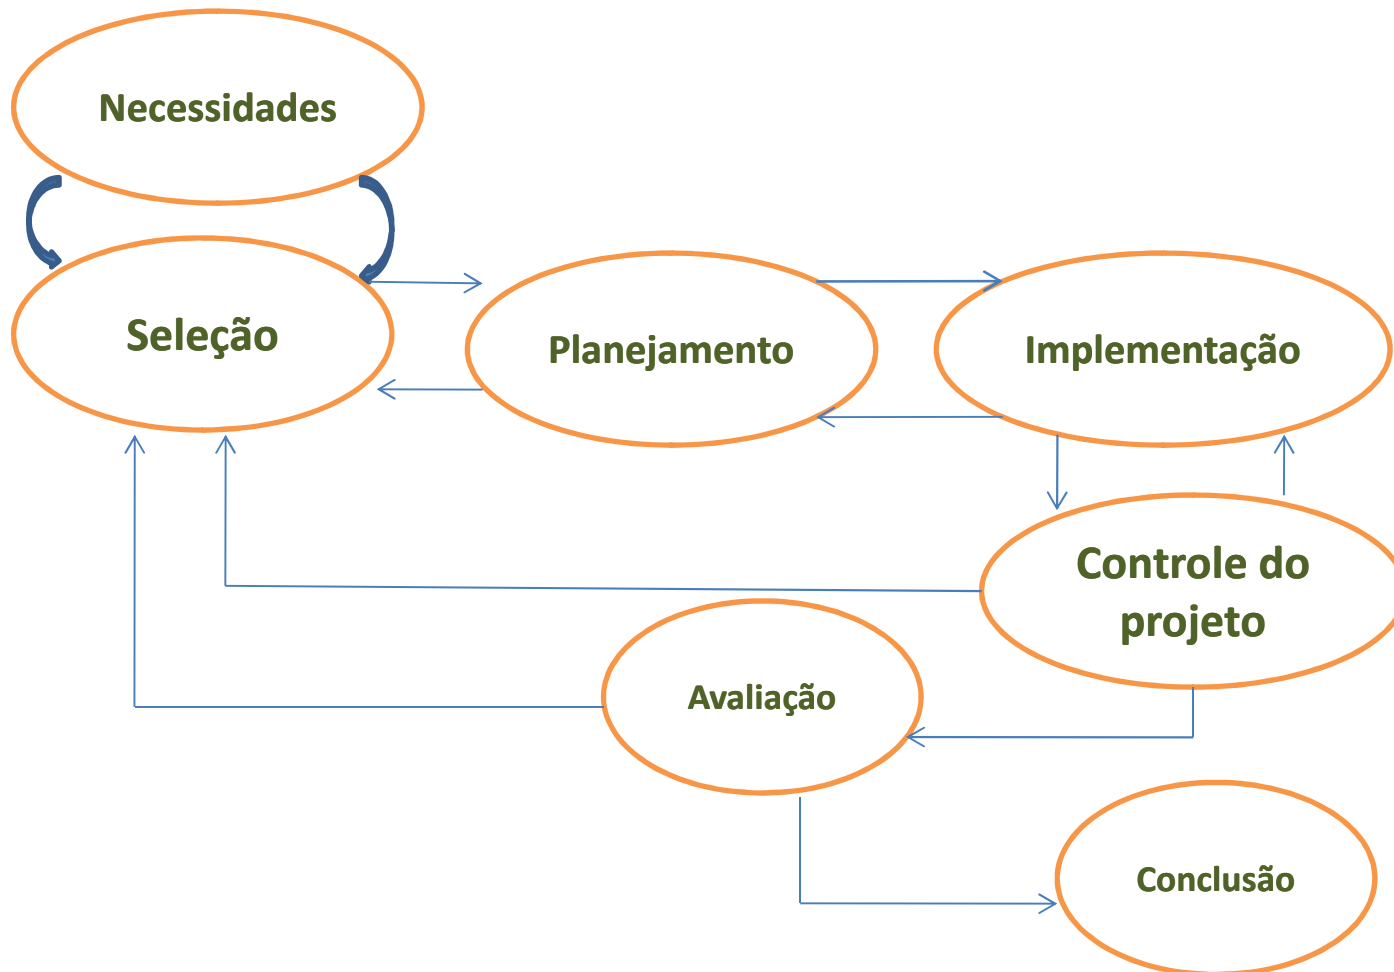 Necessidades
Seleção
Planejamento
Implementação
Controle do
projeto
Avaliação
Conclusão